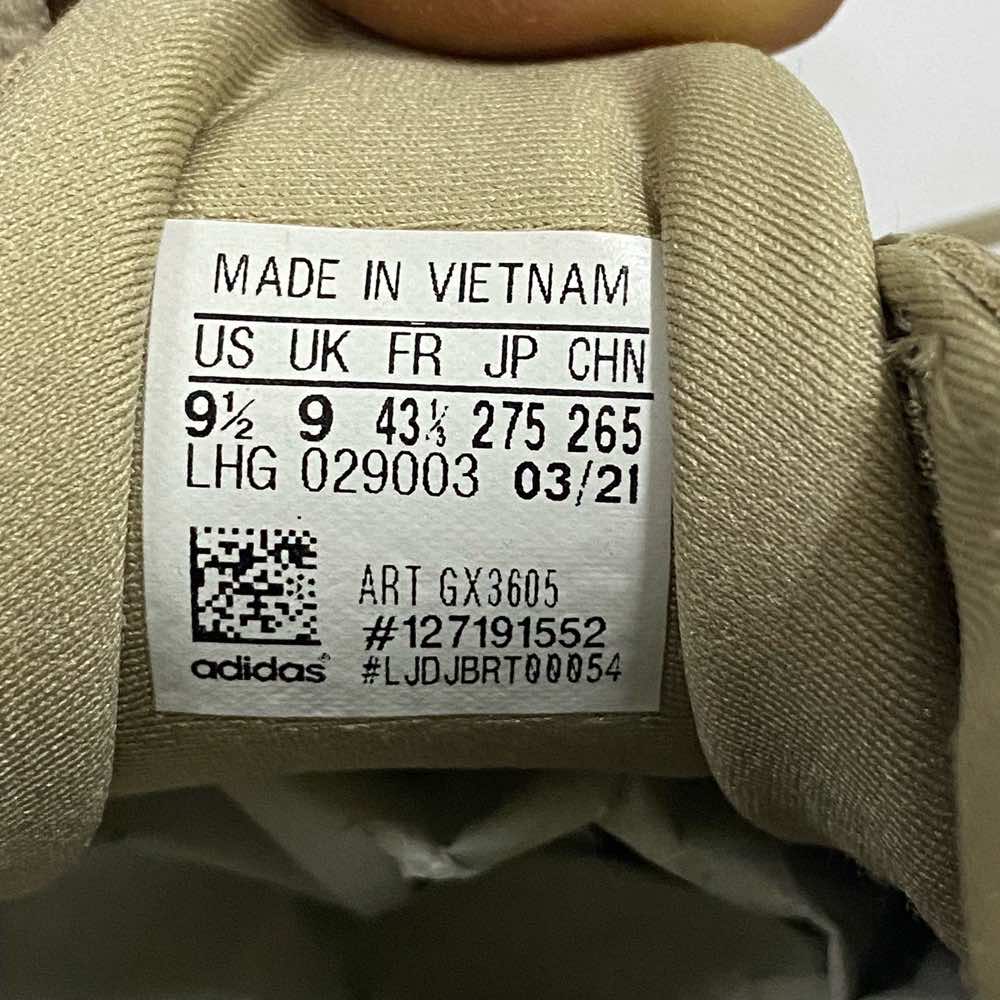 MADE IN VIETNAM
US UK FR JP CHN
9½ 9 43⅓ 275 265
LHG 029003 03/21
ART GX3605
#127191552
adidas #LJDJBRT00054